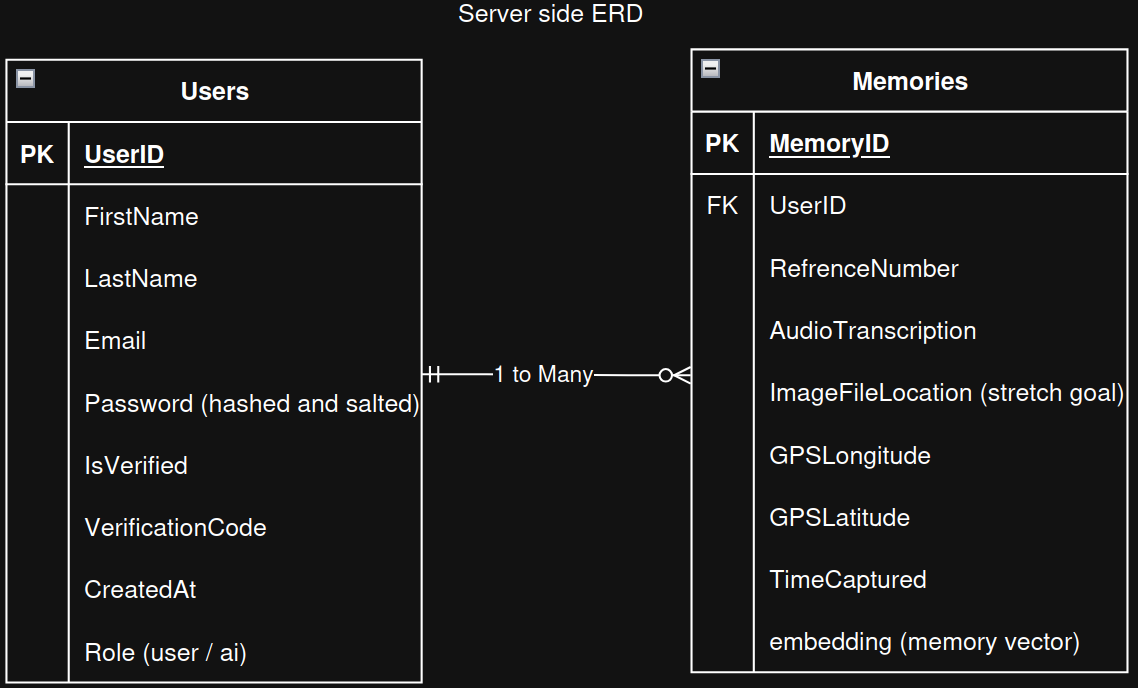 Server side ERD
Users
PK UserID
FirstName
LastName
Email
Password (hashed and salted)
IsVerified
VerificationCode
CreatedAt
Role (user / ai)
1 to Many
Memories
PK MemoryID
FK UserID
RefrenceNumber
AudioTranscription
ImageFileLocation (stretch goal)
GPSLongitude
GPSLatitude
TimeCaptured
embedding (memory vector)